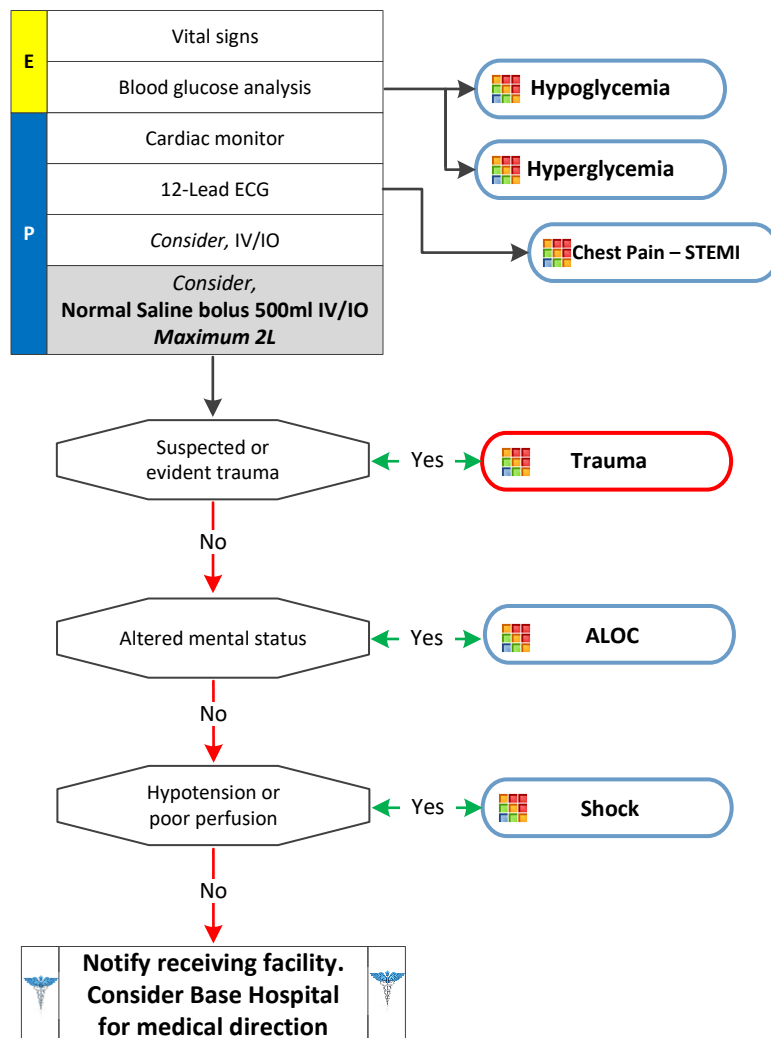 E
Vital signs
Blood glucose analysis
Hypoglycemia
Hyperglycemia
P
Cardiac monitor
12-Lead ECG
Chest Pain – STEMI
Consider, IV/IO
Consider,
Normal Saline bolus 500ml IV/IO
Maximum 2L
Suspected or
evident trauma
Yes
Trauma
No
Altered mental status
Yes
ALOC
No
Hypotension or
poor perfusion
Yes
Shock
No
Notify receiving facility.
Consider Base Hospital
for medical direction